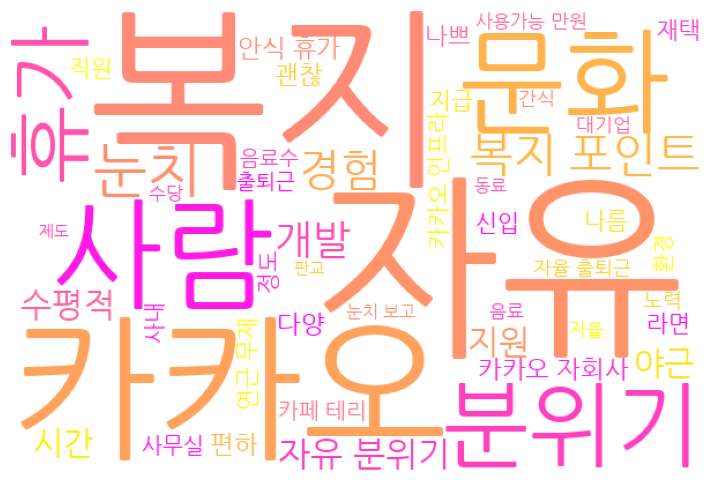 휴가
복지
문화
직원
안식 휴가
괜찮
나쁘
사용가능 만원
재택
지급
간식
대기업
눈치
음료수
출퇴근
수당
경험
카카오 인프라
복지 포인트
동료
제도
사람
개발
정도
판교
자유
신입
나름
자율 출퇴근
환경
수평적
사내
다양
눈치 보고
음료
노력
자율
라면
카카오
연근 무제
지원
카카오 자회사
야근
카페 테리
분위기
시간
사무실
편하
자유 분위기